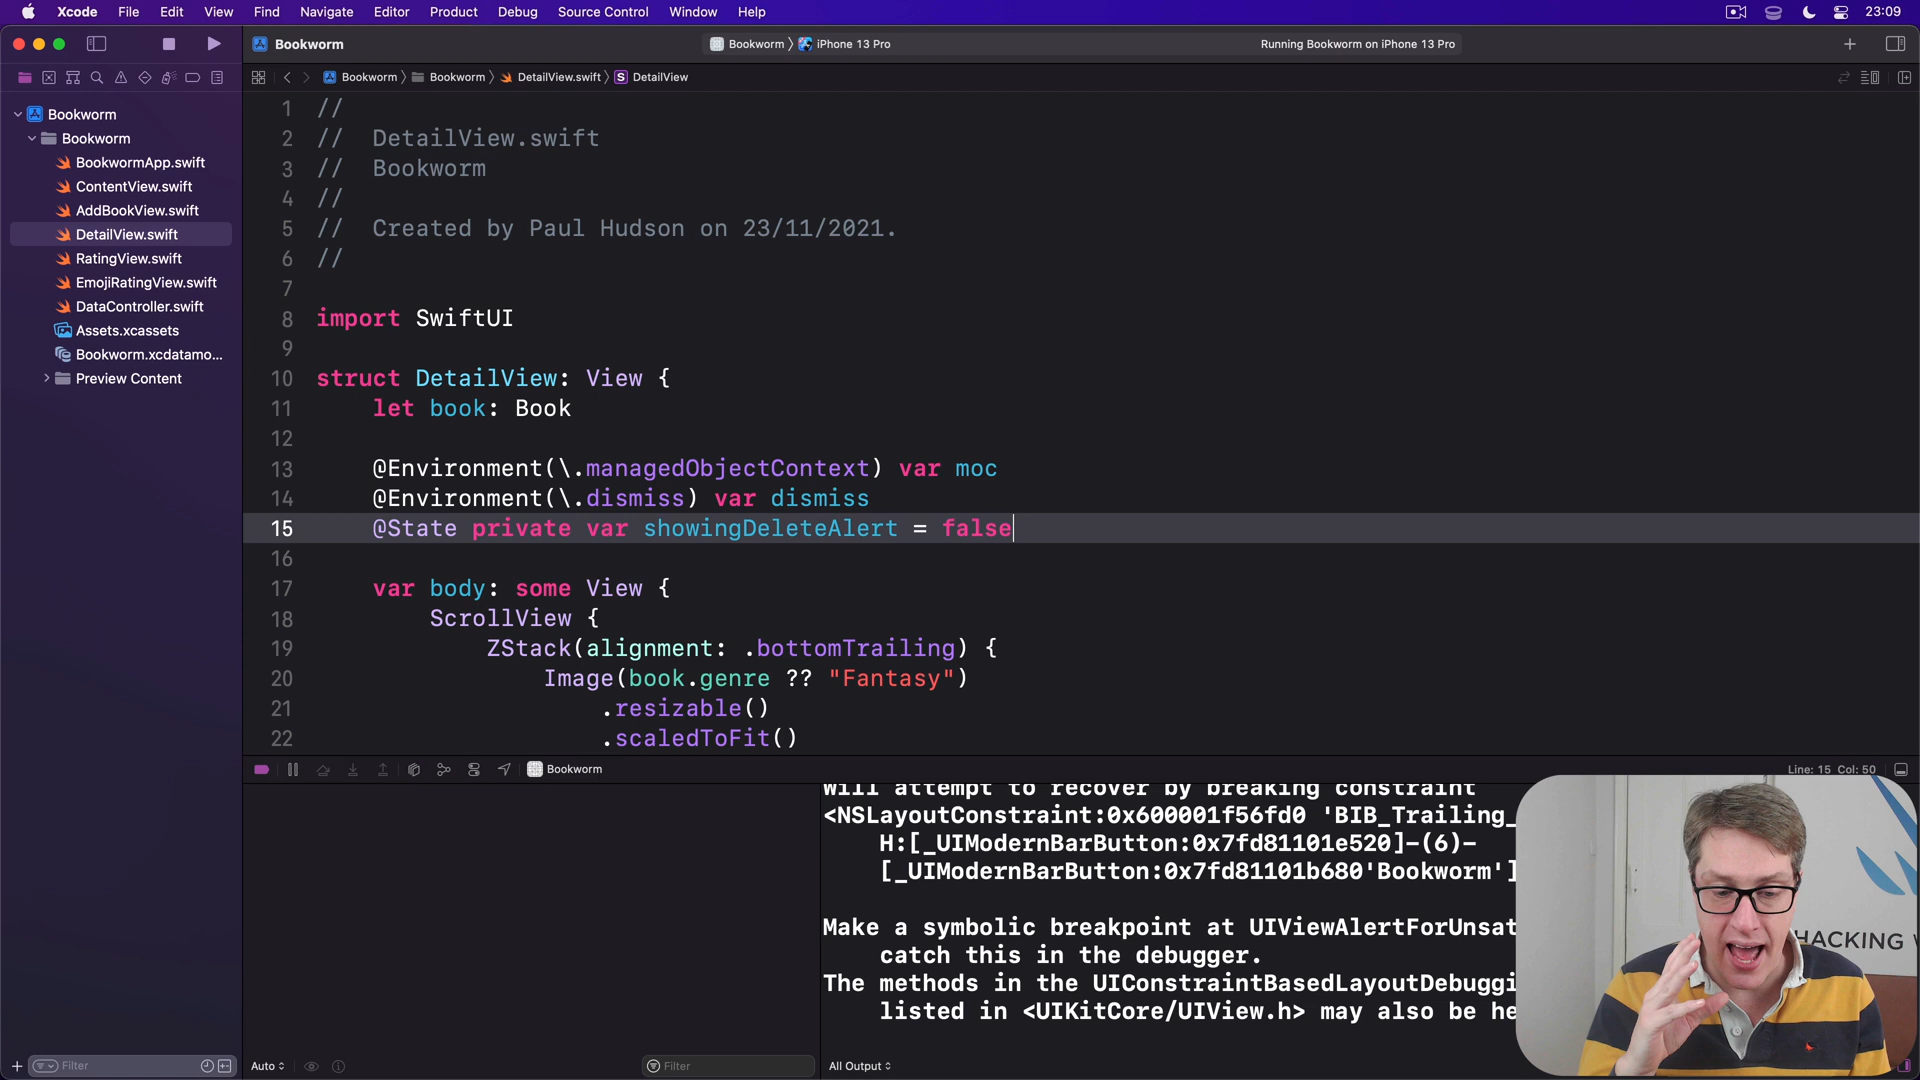 Xcode File Edit View Find Navigate Editor Product Debug Source Control Window Help 23:09
Bookworm
Bookworm iPhone 13 Pro
Running Bookworm on iPhone 13 Pro
Bookworm Bookworm DetailView.swift S DetailView
Bookworm
Bookworm
BookwormApp.swift
ContentView.swift
AddBookView.swift
DetailView.swift
RatingView.swift
EmojiRatingView.swift
DataController.swift
Assets.xcassets
Bookworm.xcdatamo...
Preview Content
1 //
2 // DetailView.swift
3 // Bookworm
4 //
5 // Created by Paul Hudson on 23/11/2021.
6 //
7
8 import SwiftUI
9
10 struct DetailView: View {
11 let book: Book
12
13 @Environment(\.managedObjectContext) var moc
14 @Environment(\.dismiss) var dismiss
15 @State private var showingDeleteAlert = false
16
17 var body: some View {
18 ScrollView {
19 ZStack(alignment: .bottomTrailing) {
20 Image(book.genre ?? "Fantasy")
21 .resizable()
22 .scaledToFit()
Bookworm
Line: 15 Col: 50
Will attempt to recover by breaking constraint
<NSLayoutConstraint:0x600001f56fd0 'BIB_Trailing_
H:[_UIModernBarButton:0x7fd81101e520]-(6)-
[_UIModernBarButton:0x7fd81101b680'Bookworm']
Make a symbolic breakpoint at UIViewAlertForUnsat
catch this in the debugger.
The methods in the UIConstraintBasedLayoutDebuggi
listed in <UIKitCore/UIView.h> may also be he
HACKING W
Filter
Auto
Filter
All Output